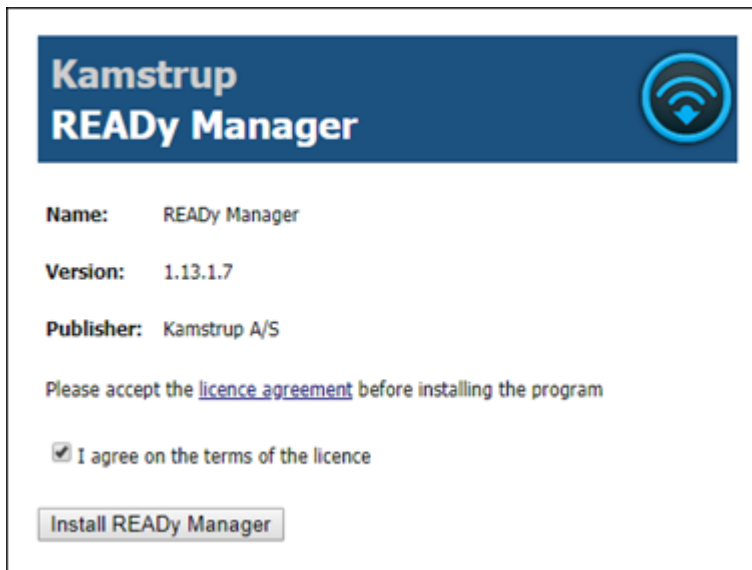 Kamstrup
READy Manager
Name: READy Manager
Version: 1.13.1.7
Publisher: Kamstrup A/S
Please accept the licence agreement before installing the program
I agree on the terms of the licence
Install READy Manager